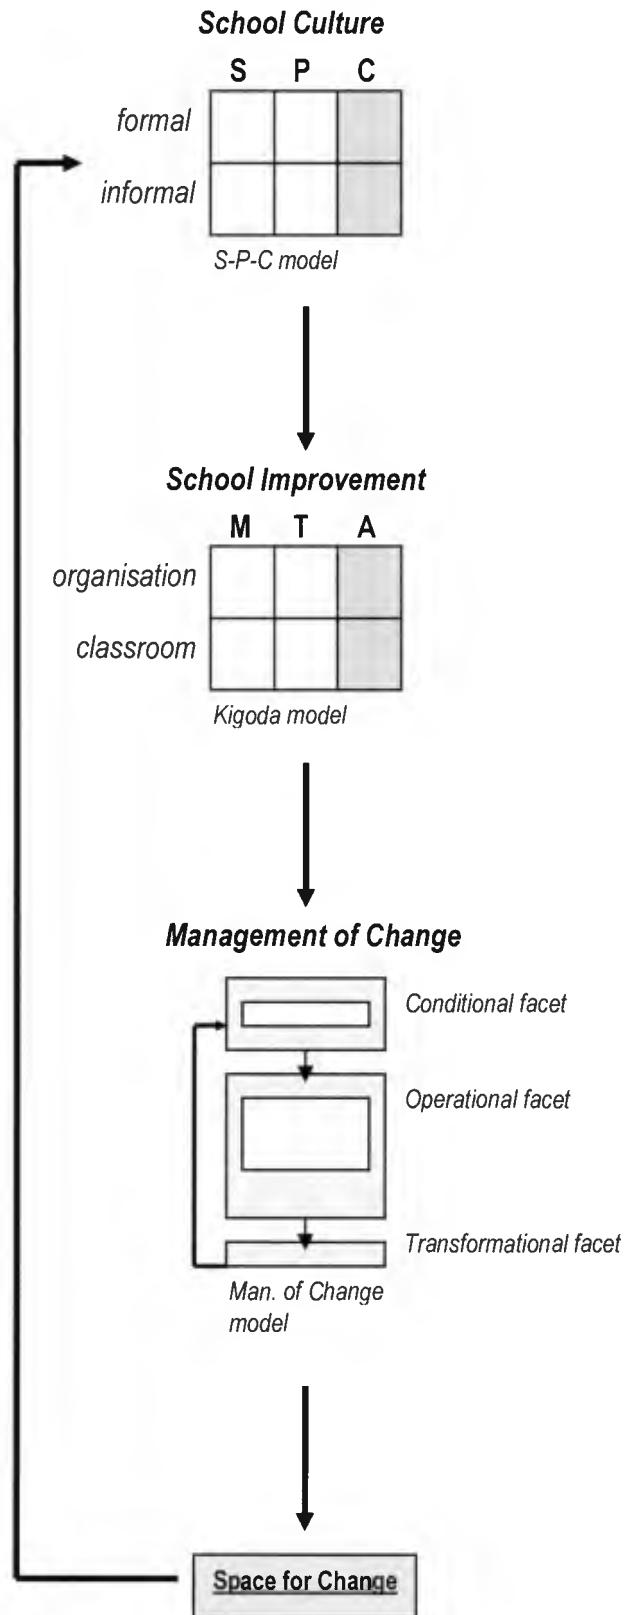 School Culture
S P C
formal
informal
S-P-C model
School Improvement
M T A
organisation
classroom
Kigoda model
Management of Change
Conditional facet
Operational facet
Transformational facet
Man. of Change
model
Space for Change